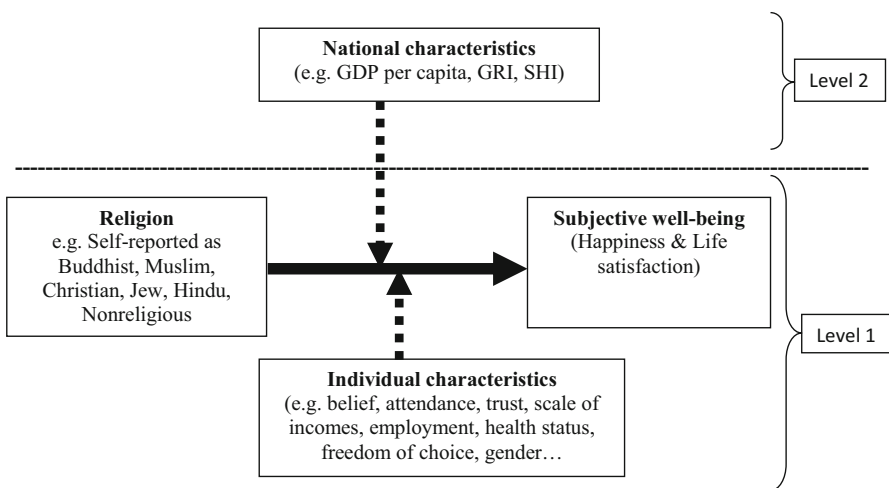 National characteristics
(e.g. GDP per capita, GRI, SHI)
Level 2
Religion
e.g. Self-reported as
Buddhist, Muslim,
Christian, Jew, Hindu,
Nonreligious
Subjective well-being
(Happiness & Life
satisfaction)
Level 1
Individual characteristics
(e.g. belief, attendance, trust, scale of
incomes, employment, health status,
freedom of choice, gender…